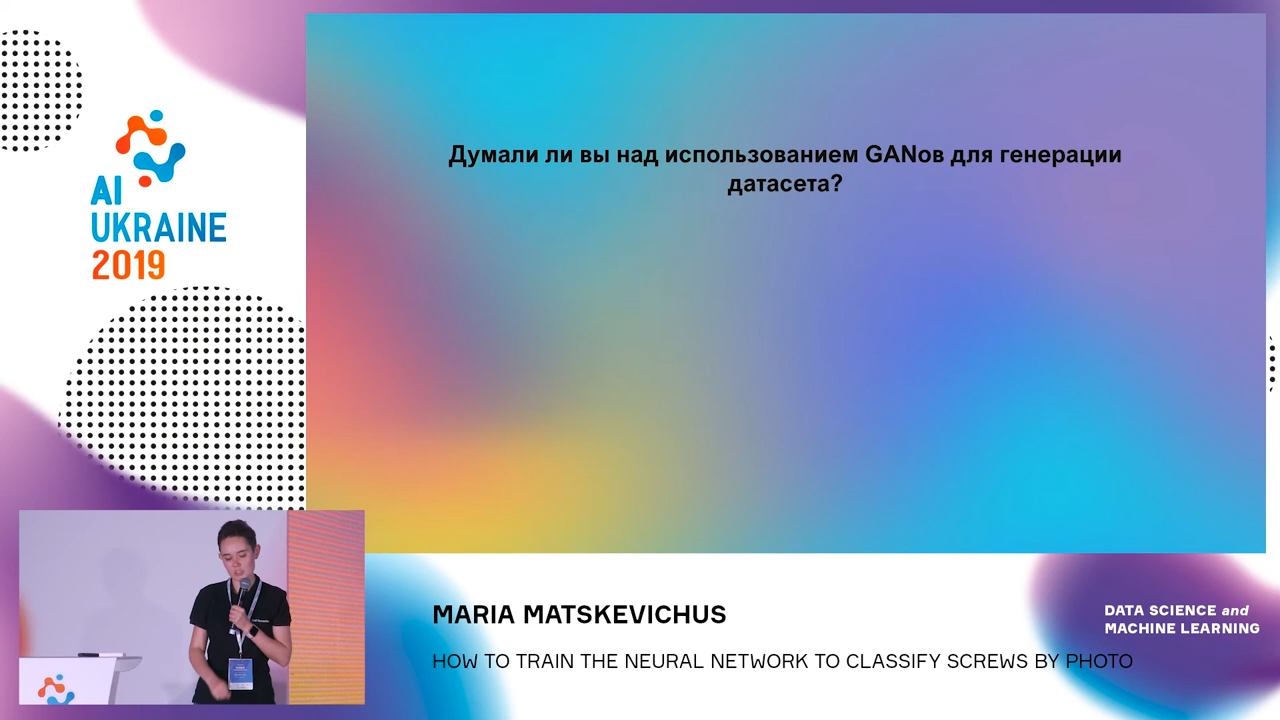 AI
UKRAINE
2019
Думали ли вы над использованием GANов для генерации
датасета?
MARIA MATSKEVICHUS
HOW TO TRAIN THE NEURAL NETWORK TO CLASSIFY SCREWS BY PHOTO
DATA SCIENCE and
MACHINE LEARNING